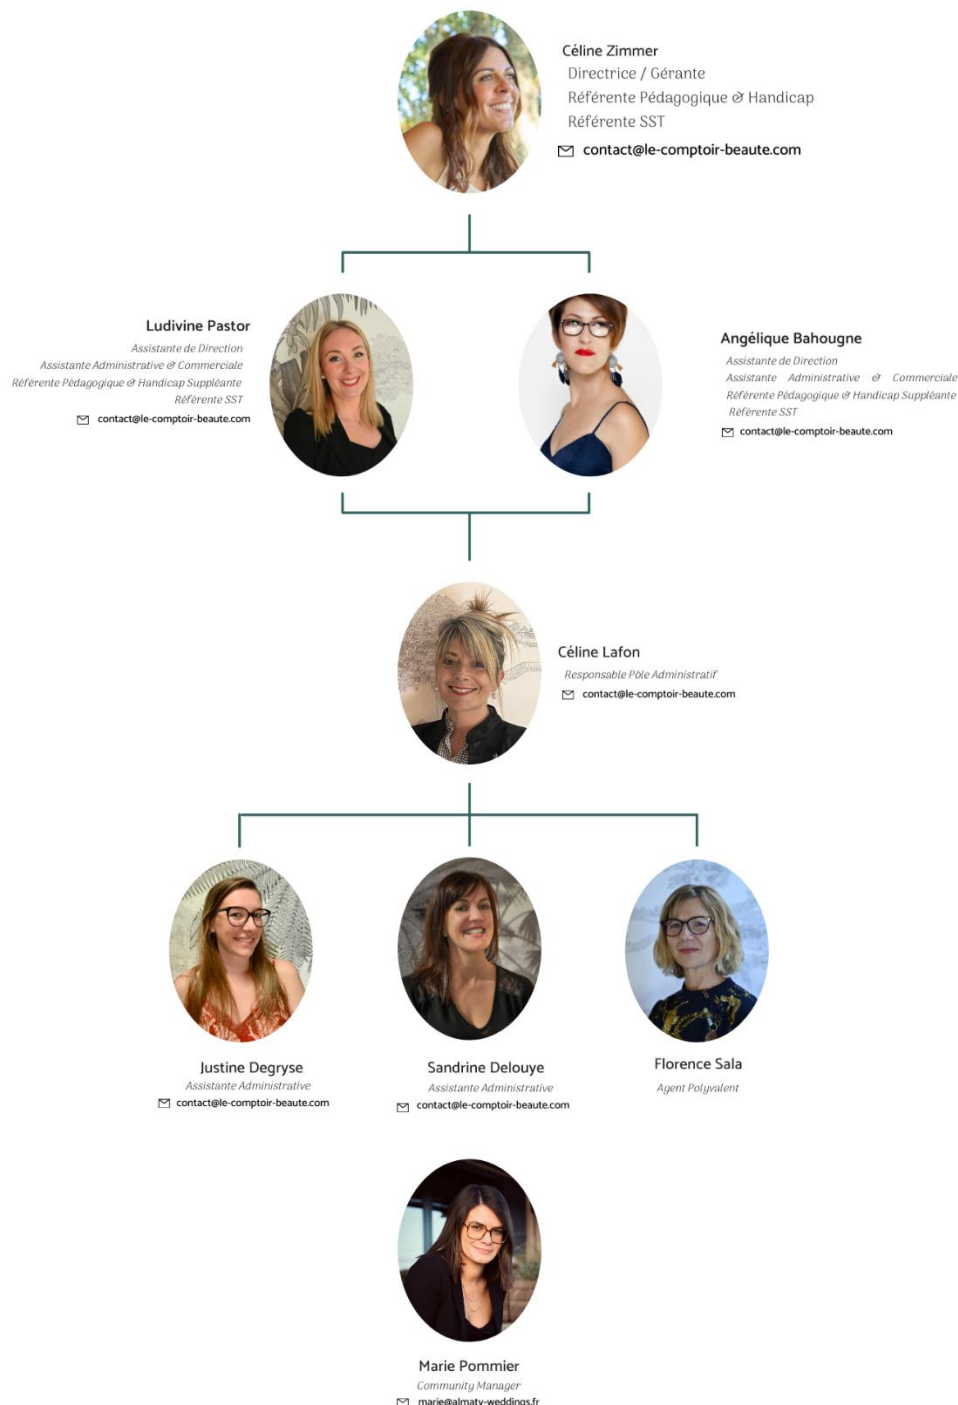 Céline Zimmer
Directrice / Gérante
Référente Pédagogique & Handicap
Référente SST
contact@le-comptoir-beaute.com
Ludivine Pastor
Assistante de Direction
Assistante Administrative & Commerciale
Référente Pédagogique & Handicap Suppléante
Référente SST
contact@le-comptoir-beaute.com
Angélique Bahougne
Assistante de Direction
Assistante Administrative & Commerciale
Référente Pédagogique & Handicap Suppléante
Référente SST
contact@le-comptoir-beaute.com
Céline Lafon
Responsable Pôle Administratif
contact@le-comptoir-beaute.com
Justine Degryse
Assistante Administrative
contact@le-comptoir-beaute.com
Sandrine Delouye
Assistante Administrative
contact@le-comptoir-beaute.com
Florence Sala
Agent Polyvalent
Marie Pommier
Community Manager
marie@almaty-weddings.fr